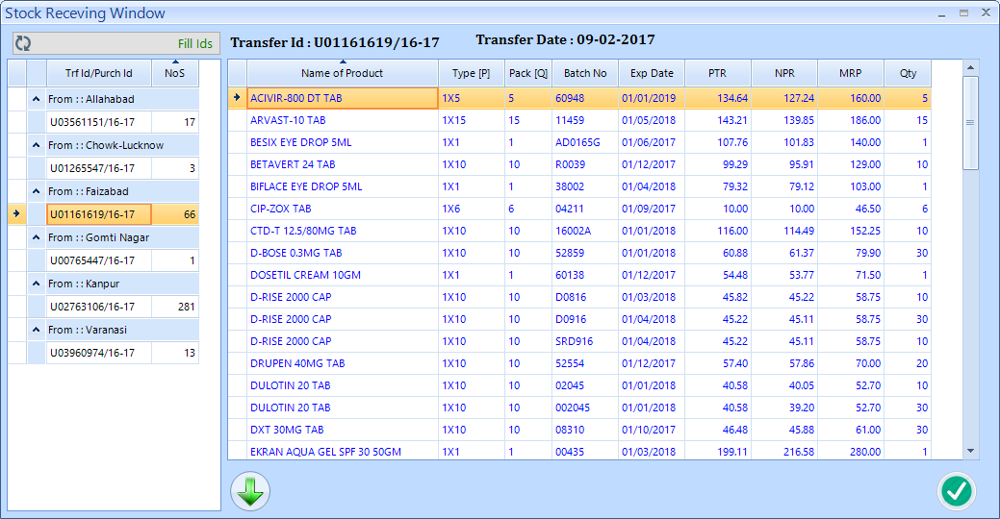 Stock Receving Window
Fill Ids
Transfer Id : U01161619/16-17 Transfer Date : 09-02-2017
Trf Id/Purch Id NoS
From : : Allahabad
U03561151/16-17 17
From : : Chowk-Lucknow
U01265547/16-17 3
From : : Faizabad
U01161619/16-17 66
From : : Gomti Nagar
U00765447/16-17 1
From : : Kanpur
U02763106/16-17 281
From : : Varanasi
U03960974/16-17 13
Name of Product Type [P] Pack [Q] Batch No Exp Date PTR NPR MRP Qty
ACIVIR-800 DT TAB 1X5 5 60948 01/01/2019 134.64 127.24 160.00 5
ARVAST-10 TAB 1X15 15 11459 01/05/2018 143.21 139.85 186.00 15
BESIX EYE DROP 5ML 1X1 1 AD0165G 01/06/2017 107.76 101.83 140.00 1
BETAVERT 24 TAB 1X10 10 R0039 01/12/2017 99.29 95.91 129.00 10
BIFLACE EYE DROP 5ML 1X1 1 38002 01/04/2018 79.32 79.12 103.00 1
CIP-ZOX TAB 1X6 6 04211 01/09/2017 10.00 10.00 46.50 6
CTD-T 12.5/80MG TAB 1X10 10 16002A 01/01/2018 116.00 114.49 152.25 10
D-BOSE 0.3MG TAB 1X10 10 52859 01/01/2018 60.88 61.37 79.90 30
DOSETIL CREAM 10GM 1X1 1 60138 01/12/2017 54.48 53.77 71.50 1
D-RISE 2000 CAP 1X10 10 D0816 01/03/2018 45.82 45.22 58.75 10
D-RISE 2000 CAP 1X10 10 D0916 01/04/2018 45.22 45.11 58.75 30
D-RISE 2000 CAP 1X10 10 SRD916 01/04/2018 45.22 45.11 58.75 10
DRUPEN 40MG TAB 1X10 10 52554 01/12/2017 57.40 57.86 70.00 20
DULOTIN 20 TAB 1X10 10 02045 01/01/2018 40.58 40.05 52.70 10
DULOTIN 20 TAB 1X10 10 002045 01/01/2018 40.58 39.20 52.70 30
DXT 30MG TAB 1X10 10 08310 01/10/2017 46.48 45.88 61.00 30
EKRAN AQUA GEL SPF 30 50GM 1X1 1 00435 01/03/2018 199.11 216.58 280.00 1